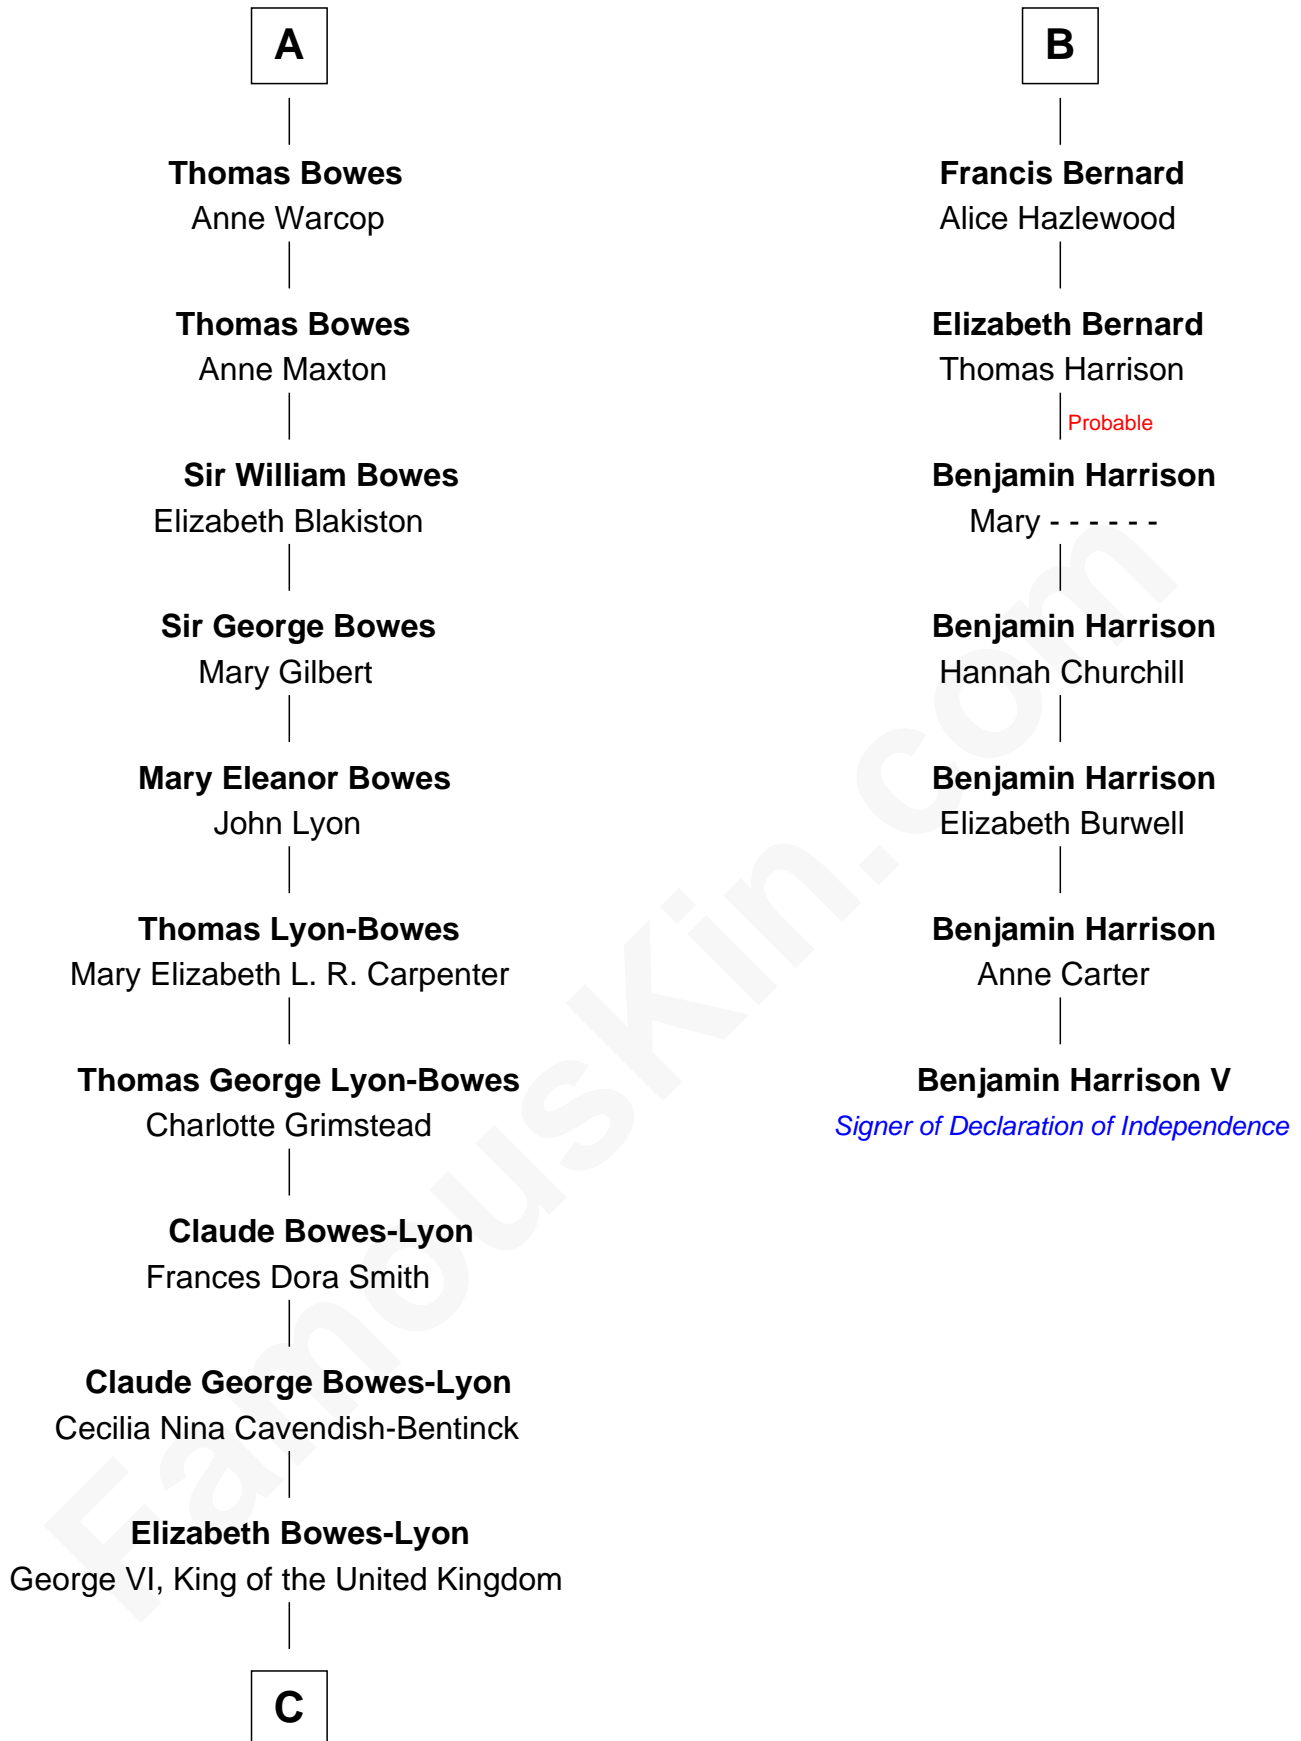 A
Thomas Bowes
Anne Warcop
Thomas Bowes
Anne Maxton
Sir William Bowes
Elizabeth Blakiston
Sir George Bowes
Mary Gilbert
Mary Eleanor Bowes
John Lyon
Thomas Lyon-Bowes
Mary Elizabeth L. R. Carpenter
Thomas George Lyon-Bowes
Charlotte Grimstead
Claude Bowes-Lyon
Frances Dora Smith
Claude George Bowes-Lyon
Cecilia Nina Cavendish-Bentinck
Elizabeth Bowes-Lyon
George VI, King of the United Kingdom
C
B
Francis Bernard
Alice Hazlewood
Elizabeth Bernard
Thomas Harrison
Probable
Benjamin Harrison
Mary - - - - - -
Benjamin Harrison
Hannah Churchill
Benjamin Harrison
Elizabeth Burwell
Benjamin Harrison
Anne Carter
Benjamin Harrison V
Signer of Declaration of Independence
FamousKin.com